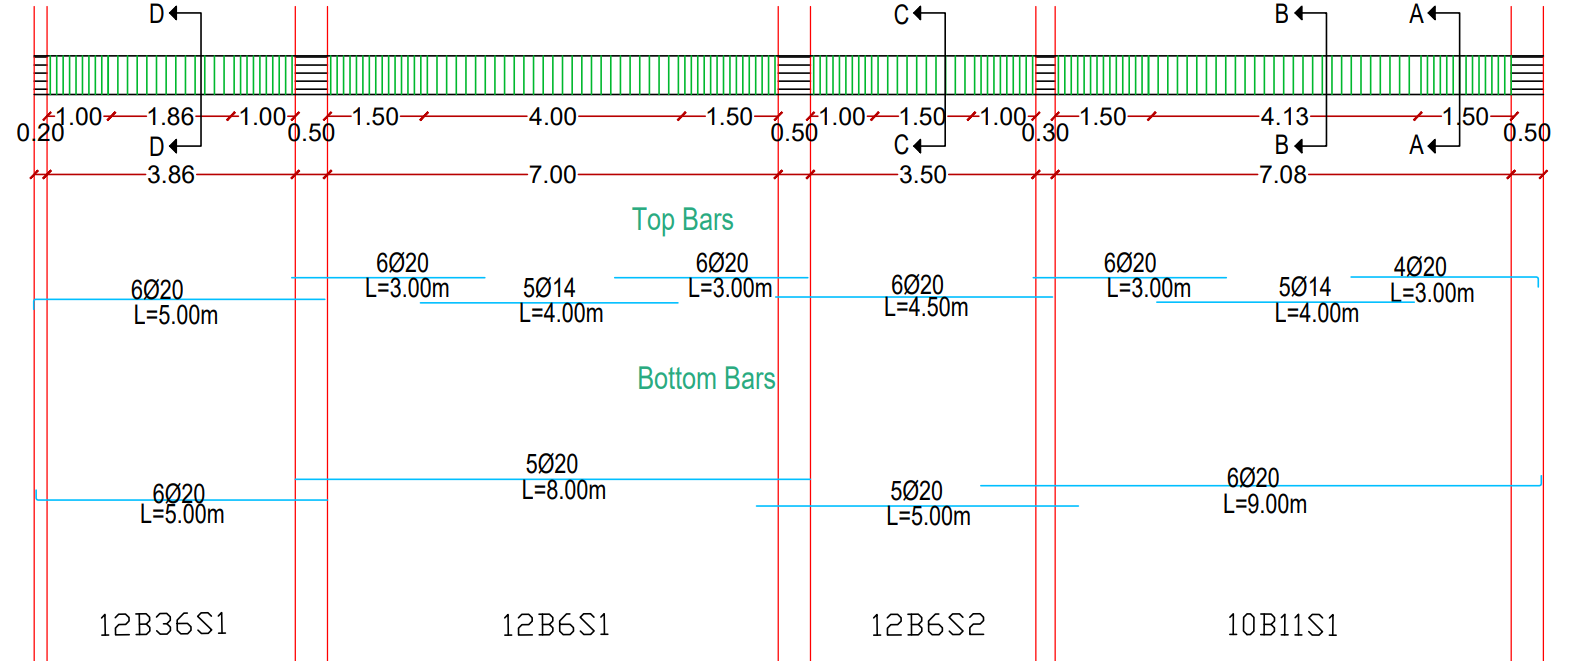 D C B A
1.00 1.86 1.00 1.50 4.00 1.50 1.00 1.50 1.00 1.50 4.13 1.50
0.20 0.50 0.50 0.30 0.50
D C B A
3.86 7.00 3.50 7.08
Top Bars
6Ø20 6Ø20 6Ø20 4Ø20
6Ø20 L=3.00m 5Ø14 L=3.00m 6Ø20 L=3.00m 5Ø14 L=3.00m
L=5.00m L=4.00m L=4.50m L=4.00m
Bottom Bars
5Ø20 6Ø20
6Ø20 L=8.00m 5Ø20 L=9.00m
L=5.00m L=5.00m
12B36S1 12B6S1 12B6S2 10B11S1